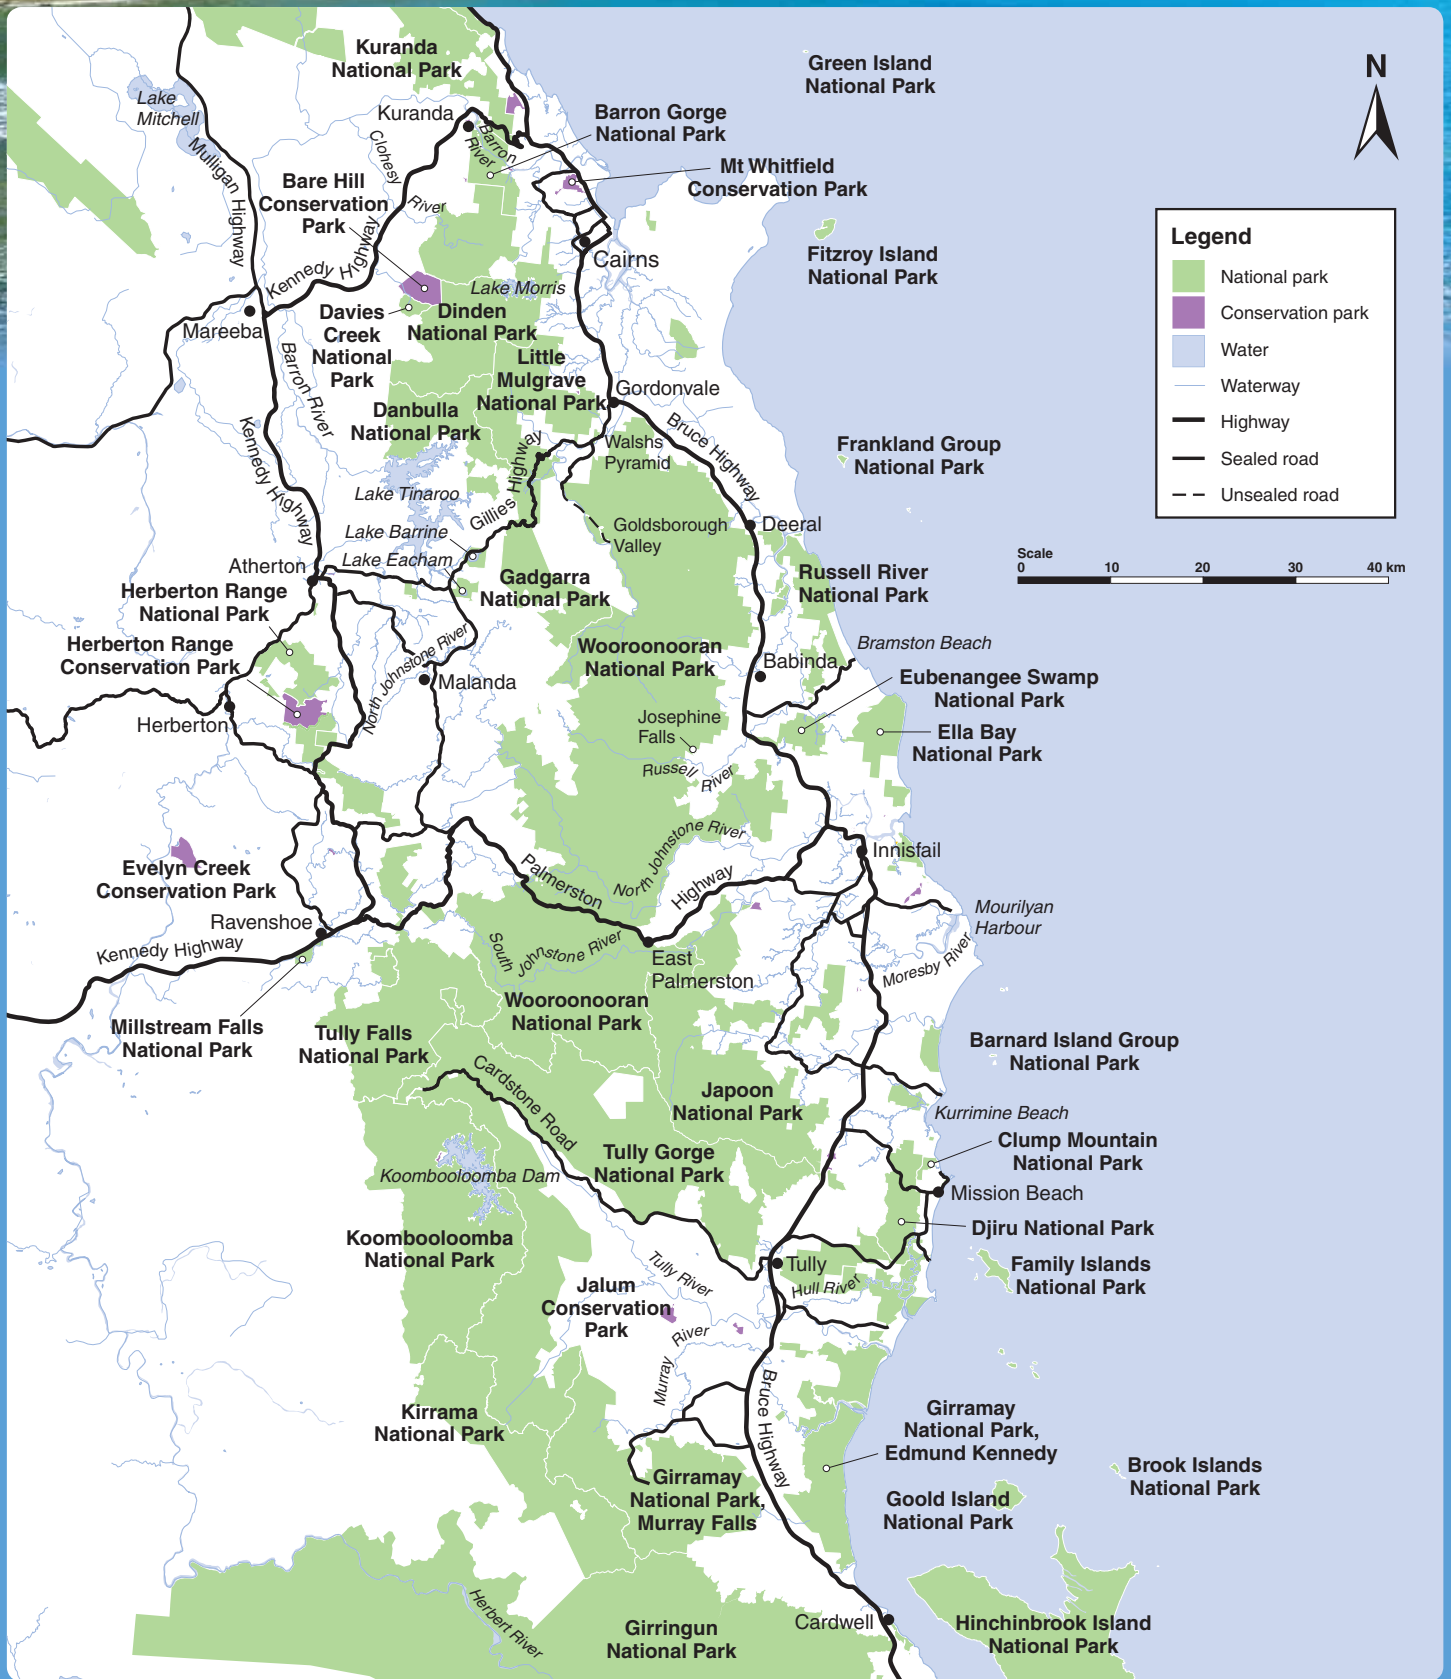 Kuranda
National Park
Green Island
National Park
N
Lake
Mitchell
Kuranda
Barron Gorge
National Park
Barron
River
Clohesy
River
Mulligan Highway
Mt Whitfield
Conservation Park
Bare Hill
Conservation
Park
Kennedy Highway
Cairns
Fitzroy Island
National Park
Legend
National park
Conservation park
Water
Waterway
Highway
Sealed road
Unsealed road
Lake Morris
Mareeba
Davies
Creek
National
Park
Dinden
National Park
Little
Mulgrave
National Park
Barron River
Gordonvale
Danbulla
National Park
Bruce Highway
Walshs
Pyramid
Frankland Group
National Park
Kennedy Highway
Gillies Highway
Lake Tinaroo
Goldsborough
Valley
Deeral
Lake Barrine
Lake Eacham
Scale
0
10
20
30
40 km
Atherton
Gadgarra
National Park
Russell River
National Park
Herberton Range
National Park
Herberton Range
Conservation Park
North Johnstone River
Wooroonooran
National Park
Bramston Beach
Babinda
Eubenangee Swamp
National Park
Malanda
Herberton
Josephine
Falls
Ella Bay
National Park
Russell
River
North Johnstone River
Innisfail
Evelyn Creek
Conservation Park
Palmerston
Highway
Mourilyan
Harbour
Ravenshoe
Kennedy Highway
South
Johnstone River
East
Palmerston
Moresby River
Wooroonooran
National Park
Millstream Falls
National Park
Tully Falls
National Park
Barnard Island Group
National Park
Cardstone Road
Japoon
National Park
Kurrimine Beach
Clump Mountain
National Park
Tully Gorge
National Park
Koombooloomba Dam
Mission Beach
Djiru National Park
Koombooloomba
National Park
Tully River
Tully
Hull River
Family Islands
National Park
Jalum
Conservation
Park
Murray
River
Bruce Highway
Kirrama
National Park
Girramay
National Park,
Edmund Kennedy
Girramay
National Park,
Murray Falls
Goold Island
National Park
Brook Islands
National Park
Herbert River
Girringun
National Park
Cardwell
Hinchinbrook Island
National Park